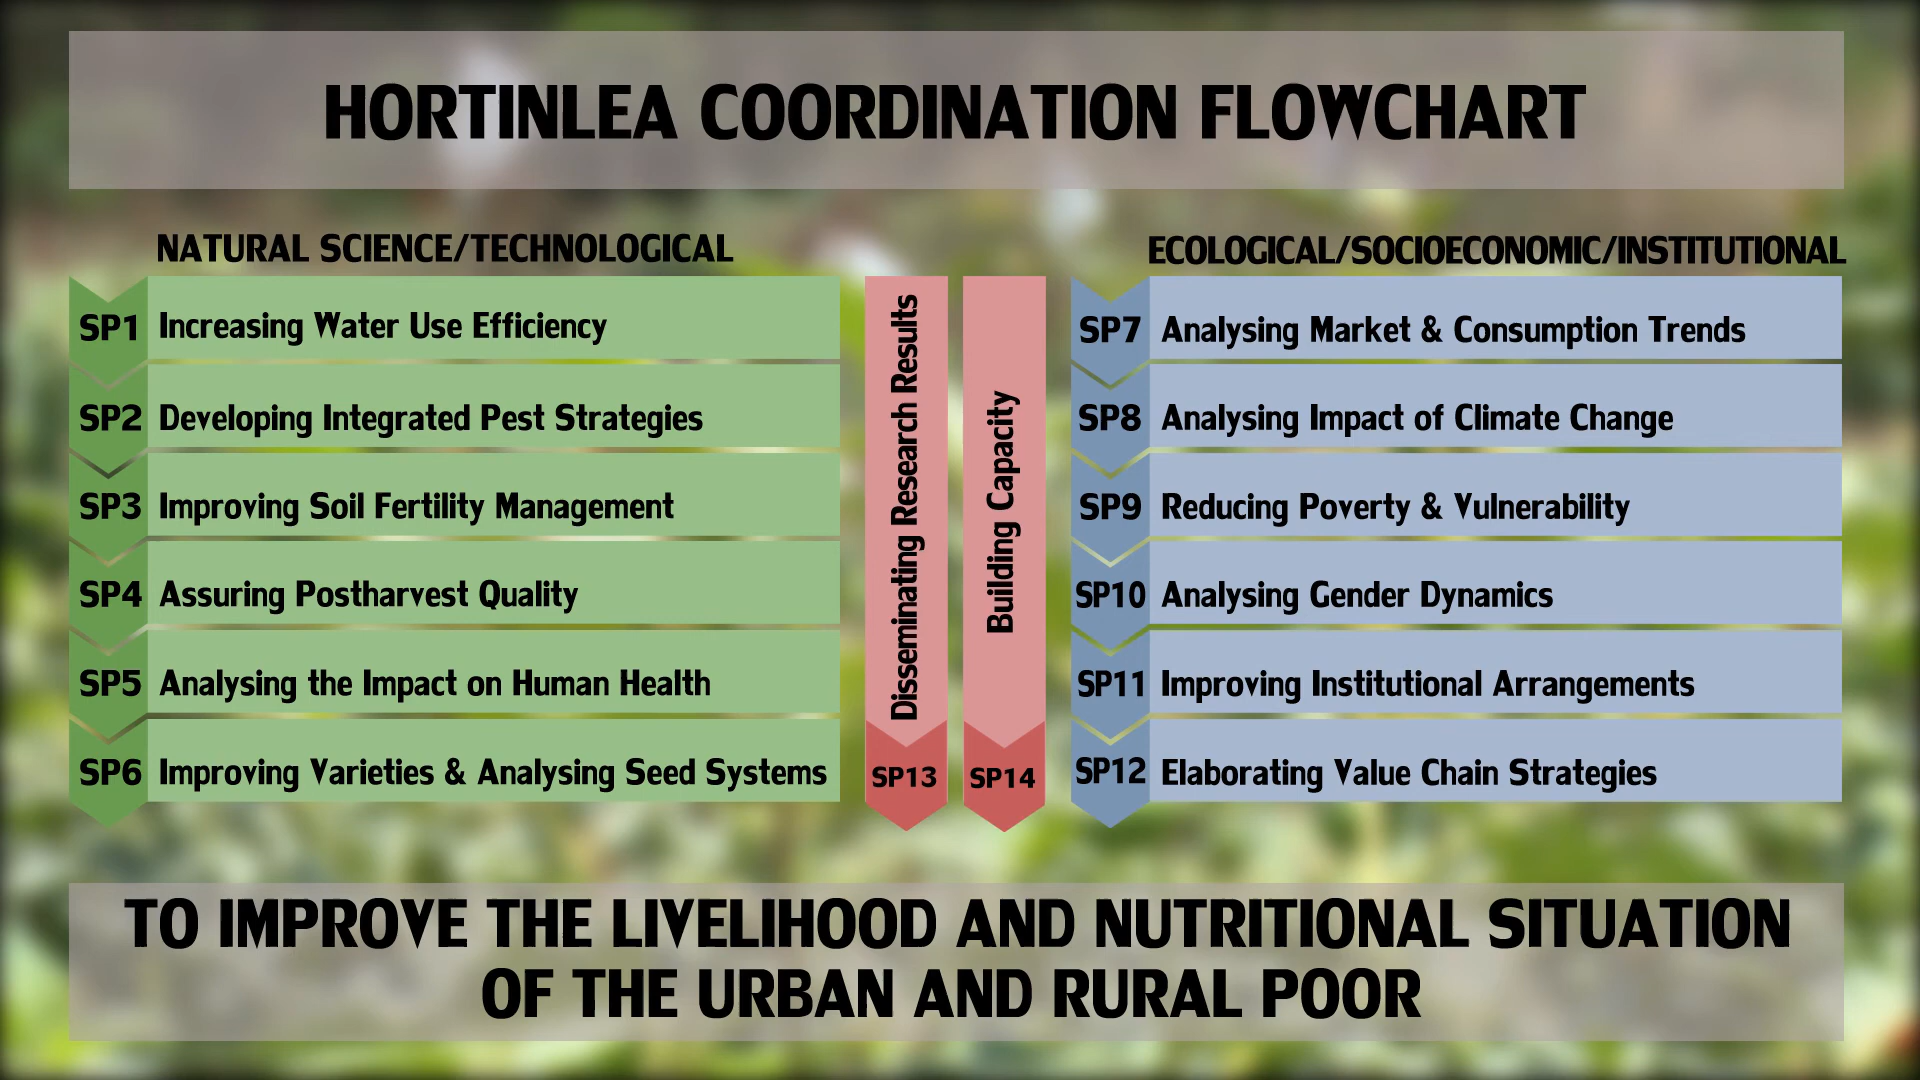 HORTINLEA COORDINATION FLOWCHART
NATURAL SCIENCE/TECHNOLOGICAL
SP1 Increasing Water Use Efficiency
SP2 Developing Integrated Pest Strategies
SP3 Improving Soil Fertility Management
SP4 Assuring Postharvest Quality
SP5 Analysing the Impact on Human Health
SP6 Improving Varieties & Analysing Seed Systems
Disseminating Research Results
SP13
Building Capacity
SP14
ECOLOGICAL/SOCIOECONOMIC/INSTITUTIONAL
SP7 Analysing Market & Consumption Trends
SP8 Analysing Impact of Climate Change
SP9 Reducing Poverty & Vulnerability
SP10 Analysing Gender Dynamics
SP11 Improving Institutional Arrangements
SP12 Elaborating Value Chain Strategies
TO IMPROVE THE LIVELIHOOD AND NUTRITIONAL SITUATION
OF THE URBAN AND RURAL POOR